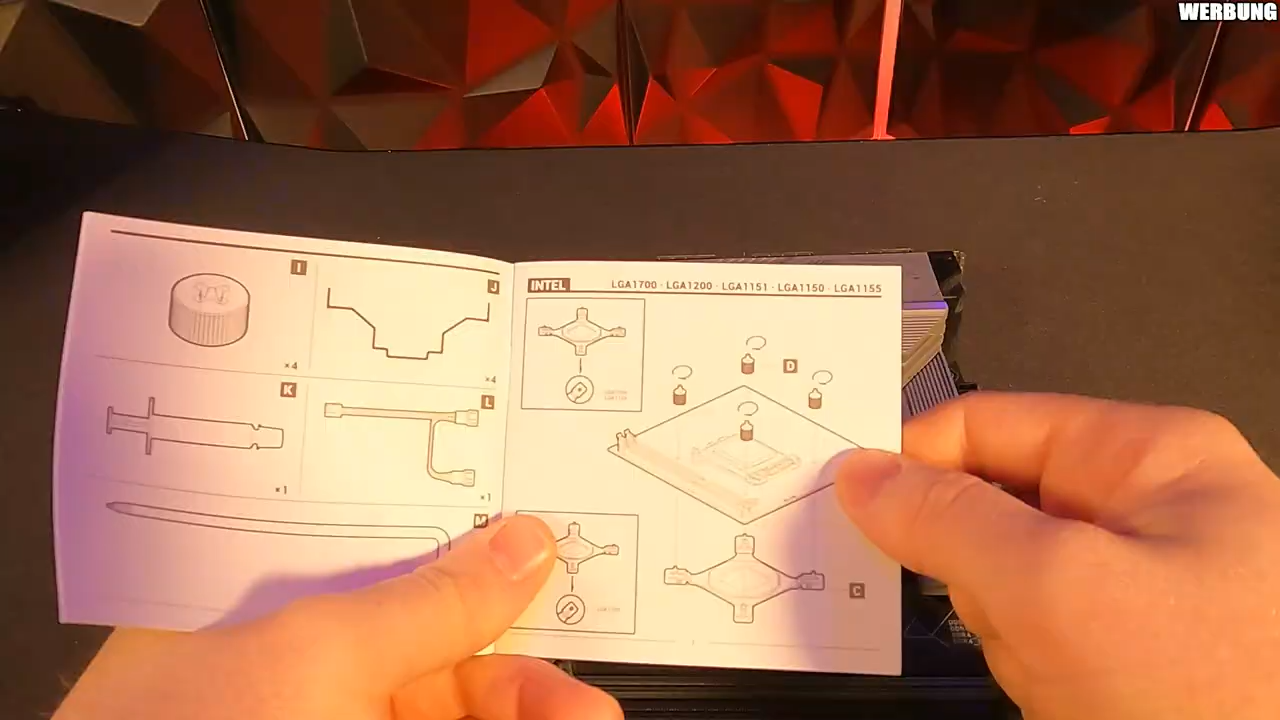 WERBUNG
I
J
×4
×4
K
L
×1
×1
M
INTEL LGA1700 · LGA1200 · LGA1151 · LGA1150 · LGA1155
D
C